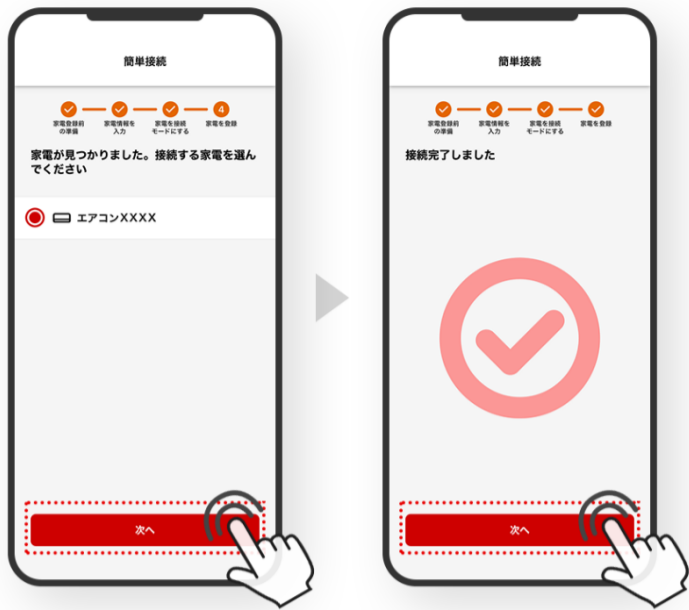 簡単接続
4
家電登録前
の準備
家電情報を
入力
家電を接続
モードにする
家電を登録
家電が見つかりました。接続する家電を選ん
でください
エアコンXXXX
次へ
簡単接続
家電登録前
の準備
家電情報を
入力
家電を接続
モードにする
家電を登録
接続完了しました
次へ